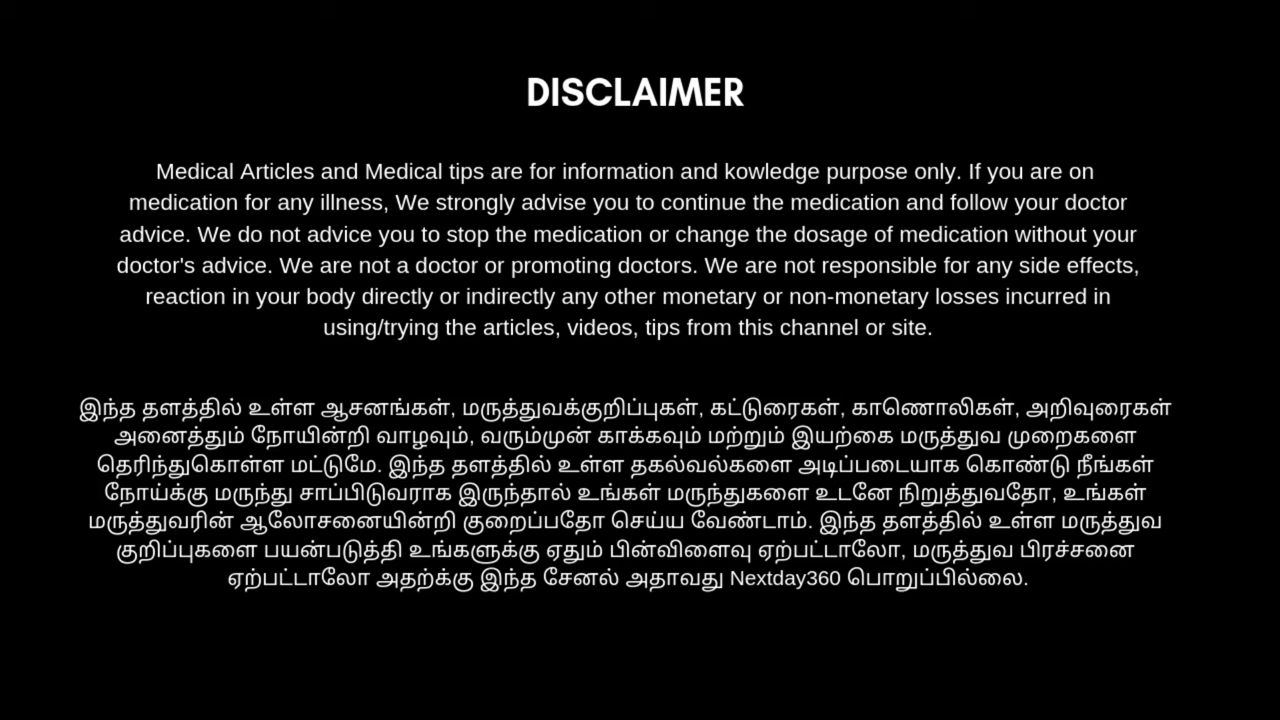 DISCLAIMER
Medical Articles and Medical tips are for information and kowledge purpose only. If you are on
medication for any illness, We strongly advise you to continue the medication and follow your doctor
advice. We do not advice you to stop the medication or change the dosage of medication without your
doctor's advice. We are not a doctor or promoting doctors. We are not responsible for any side effects,
reaction in your body directly or indirectly any other monetary or non-monetary losses incurred in
using/trying the articles, videos, tips from this channel or site.
இந்த தளத்தில் உள்ள ஆசனங்கள், மருத்துவக்குறிப்புகள், கட்டுரைகள், காணொலிகள், அறிவுரைகள்
அனைத்தும் நோயின்றி வாழவும், வரும்முன் காக்கவும் மற்றும் இயற்கை மருத்துவ முறைகளை
தெரிந்துகொள்ள மட்டுமே. இந்த தளத்தில் உள்ள தகல்வல்களை அடிப்படையாக கொண்டு நீங்கள்
நோய்க்கு மருந்து சாப்பிடுவராக இருந்தால் உங்கள் மருந்துகளை உடனே நிறுத்துவதோ, உங்கள்
மருத்துவரின் ஆலோசனையின்றி குறைப்பதோ செய்ய வேண்டாம். இந்த தளத்தில் உள்ள மருத்துவ
குறிப்புகளை பயன்படுத்தி உங்களுக்கு ஏதும் பின்விளைவு ஏற்பட்டாலோ, மருத்துவ பிரச்சனை
ஏற்பட்டாலோ அதற்க்கு இந்த சேனல் அதாவது Nextday360 பொறுப்பில்லை.